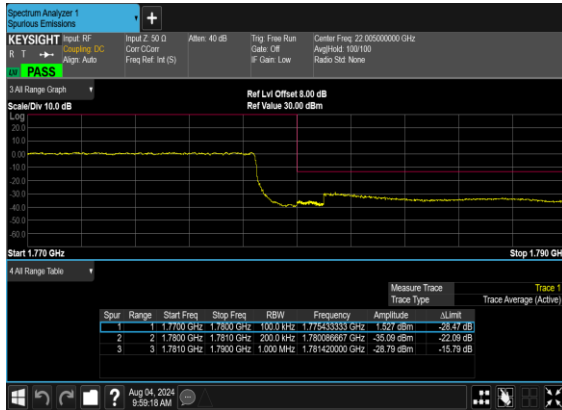 Spectrum Analyzer 1
Spurious Emissions
+
KEYSIGHT Input: RF Input Z: 50 Ω Atten: 40 dB Trig: Free Run Center Freq: 22.005000000 GHz
R T Coupling: DC Corr CCorr Gate: Off Avg|Hold: 100/100
Align: Auto Freq Ref: Int (S) IF Gain: Low Radio Std: None
LU PASS
3 All Range Graph
Ref Lvl Offset 8.00 dB
Scale/Div 10.0 dB Ref Value 30.00 dBm
Log
20.0
10.0
0.00
-10.0
-20.0
-30.0
-40.0
-50.0
-60.0
Start 1.770 GHz Stop 1.790 GH
4 All Range Table
Measure Trace Trace 1
Trace Type Trace Average (Active)
Spur Range Start Freq Stop Freq RBW Frequency Amplitude ΔLimit
1 1 1.7700 GHz 1.7800 GHz 100.0 kHz 1.775433333 GHz 1.527 dBm -28.47 dB
2 2 1.7800 GHz 1.7810 GHz 200.0 kHz 1.780086667 GHz -35.09 dBm -22.09 dB
3 3 1.7810 GHz 1.7900 GHz 1.000 MHz 1.781420000 GHz -28.79 dBm -15.79 dB
? Aug 04, 2024
9:59:18 AM